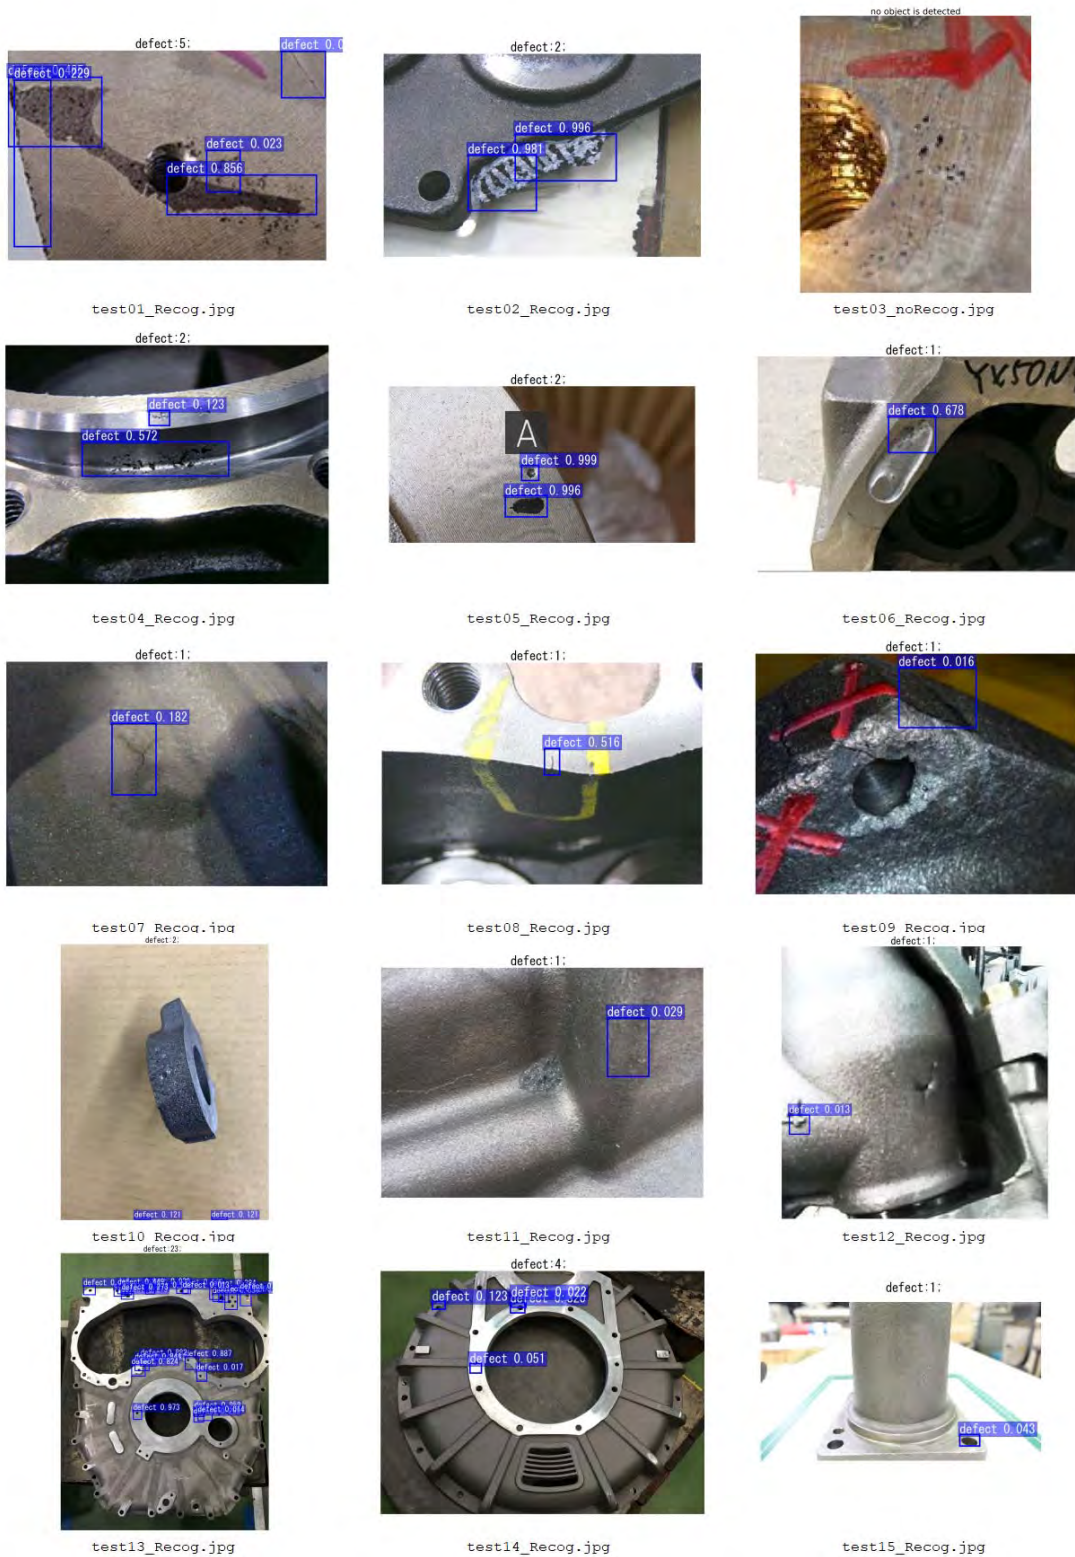 no object is detected
defect:5;
defect 0.0
defect 0.229
defect 0.023
defect 0.856
defect:2;
defect 0.996
defect 0.981
test01_Recog.jpg
test02_Recog.jpg
test03_noRecog.jpg
defect:2;
defect 0.123
defect 0.572
defect:2;
A
defect 0.999
defect 0.996
defect:1;
YX50N
defect 0.678
test04_Recog.jpg
test05_Recog.jpg
test06_Recog.jpg
defect:1;
defect 0.182
defect:1;
defect 0.516
defect:1;
defect 0.016
test07_Recog.jpg
test08_Recog.jpg
test09_Recog.jpg
defect:2;
defect 0.121
defect 0.121
defect:1;
defect 0.029
defect:1;
defect 0.013
test10_Recog.jpg
test11_Recog.jpg
test12_Recog.jpg
defect:23;
defect 0.887
0.824
defect 0.017
defect 0.973
defect:4;
defect 0.123
0.022
defect 0.051
defect:1;
defect 0.043
test13_Recog.jpg
test14_Recog.jpg
test15_Recog.jpg